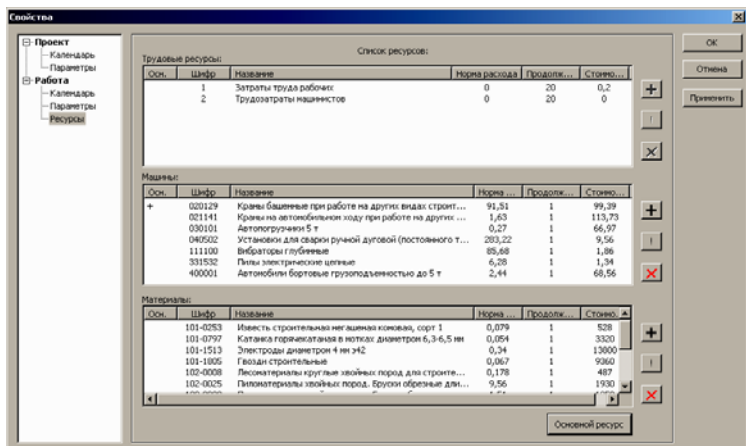 Свойства
Проект
Календарь
Параметры
Работа
Календарь
Параметры
Ресурсы
Список ресурсов:
Трудовые ресурсы:
Осн. Шифр Название Норма расхода Продолж... Стоимо...
1 Затраты труда рабочих 0 20 0,2
2 Трудозатраты машинистов 0 20 0
Машины:
Осн. Шифр Название Норма ... Продолж... Стоимо...
+ 020129 Краны башенные при работе на других видах строит... 91,51 1 99,39
021141 Краны на автомобильном ходу при работе на других ... 1,63 1 113,73
030101 Автопогрузчики 5 т 0,27 1 66,97
040502 Установки для сварки ручной дуговой (постоянного т... 283,22 1 9,56
111100 Вибраторы глубинные 85,68 1 1,86
331532 Пилы электрические цепные 6,28 1 1,34
400001 Автомобили бортовые грузоподъемностью до 5 т 2,44 1 68,56
Материалы:
Осн. Шифр Название Норма ... Продолж... Стоимо.
101-0253 Известь строительная негашеная комовая, сорт 1 0,079 1 528
101-0797 Катанка горячекатаная в мотках диаметром 6,3-6,5 мм 0,054 1 3320
101-1513 Электроды диаметром 4 мм э42 0,34 1 13000
101-1805 Гвозди строительные 0,067 1 9360
102-0008 Лесоматериалы круглые хвойных пород для строите... 0,178 1 487
102-0025 Пиломатериалы хвойных пород. Бруски обрезные дли... 9,56 1 1930
Основной ресурс
ОК
Отмена
Применить